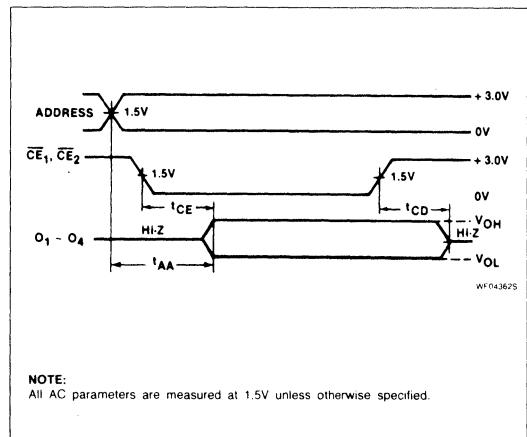 + 3.0V
ADDRESS
1.5V
0V
CE1, CE2
+ 3.0V
1.5V
1.5V
0V
tCE
tCD
VOH
O1 - O4
Hi-Z
Hi-Z
tAA
VOL
WF04362S
NOTE:
All AC parameters are measured at 1.5V unless otherwise specified.